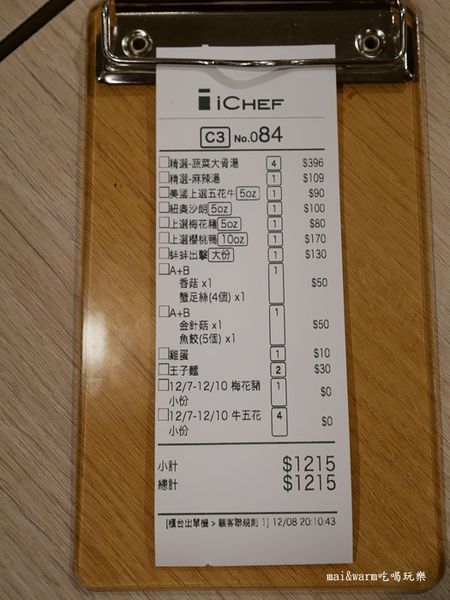 iCHEF
C3 No.084
精選-蔬菜大骨湯 4 $396
精選-麻辣湯 1 $109
美國上選五花牛 5oz 1 $90
紐奧沙朗 5oz 1 $100
上選梅花豬 5oz 1 $80
上選櫻桃鴨 10oz 1 $170
蚌蚌出擊 大份 1 $130
A+B 1
香菇 x1 $50
蟹足絲(4個) x1
A+B 1
金針菇 x1 $50
魚餃(5個) x1
雞蛋 1 $10
王子麵 2 $30
12/7-12/10 梅花豬 1 $0
小份
12/7-12/10 牛五花 4 $0
小份
小計 $1215
總計 $1215
[櫃台出單機 > 顧客聯規則 1] 12/08 20:10:43
mai&warm吃喝玩樂